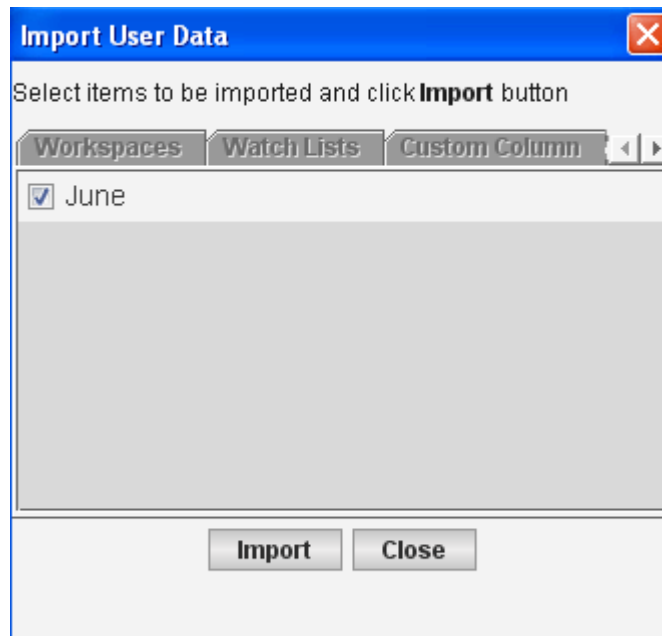 Import User Data
Select items to be imported and click Import button
Workspaces Watch Lists Custom Column
June
Import Close